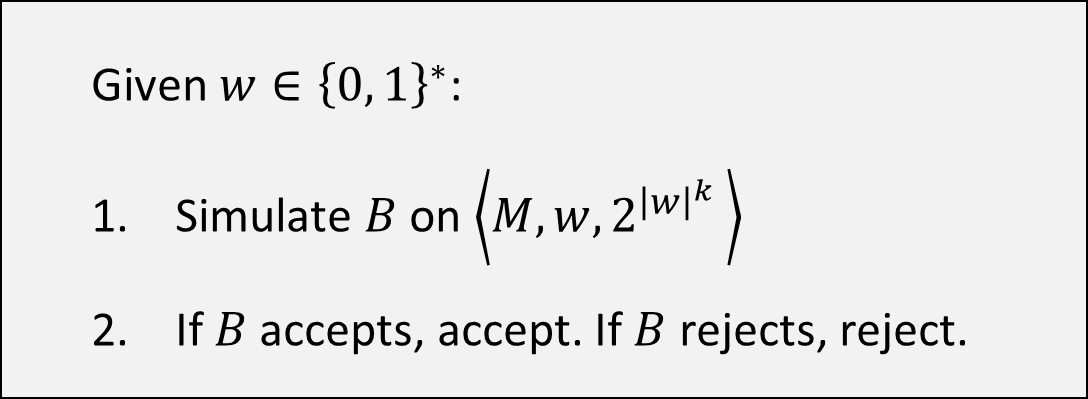 Given 𝑤 ∈ {0, 1}*:
1. Simulate 𝐵 on ⟨𝑀, 𝑤, 2^{|𝑤|^𝑘}⟩
2. If 𝐵 accepts, accept. If 𝐵 rejects, reject.